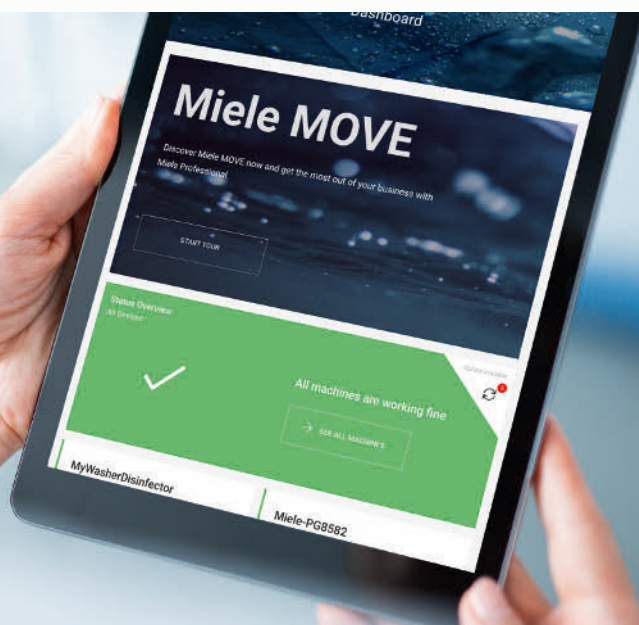 Dashboard
Miele MOVE
Discover Miele MOVE now and get the most out of your business with
Miele Professional
START TOUR
Status Overview
All Devices
All machines are working fine
SEE ALL MACHINES
MyWasherDisinfector
Miele-PG8582